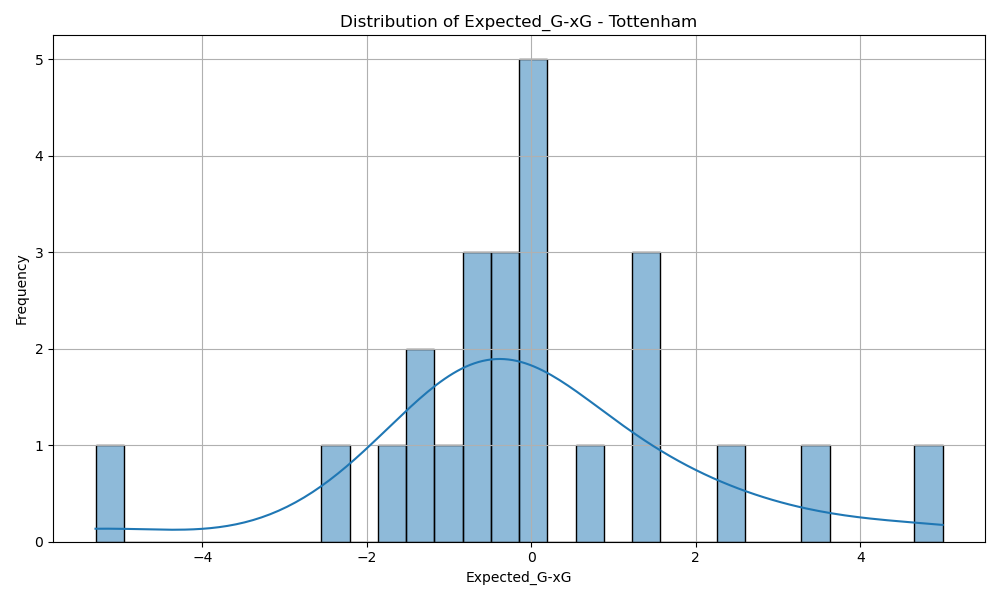 Distribution of Expected_G-xG - Tottenham
5
4
3
2
1
0
Frequency
−4 −2 0 2 4
Expected_G-xG